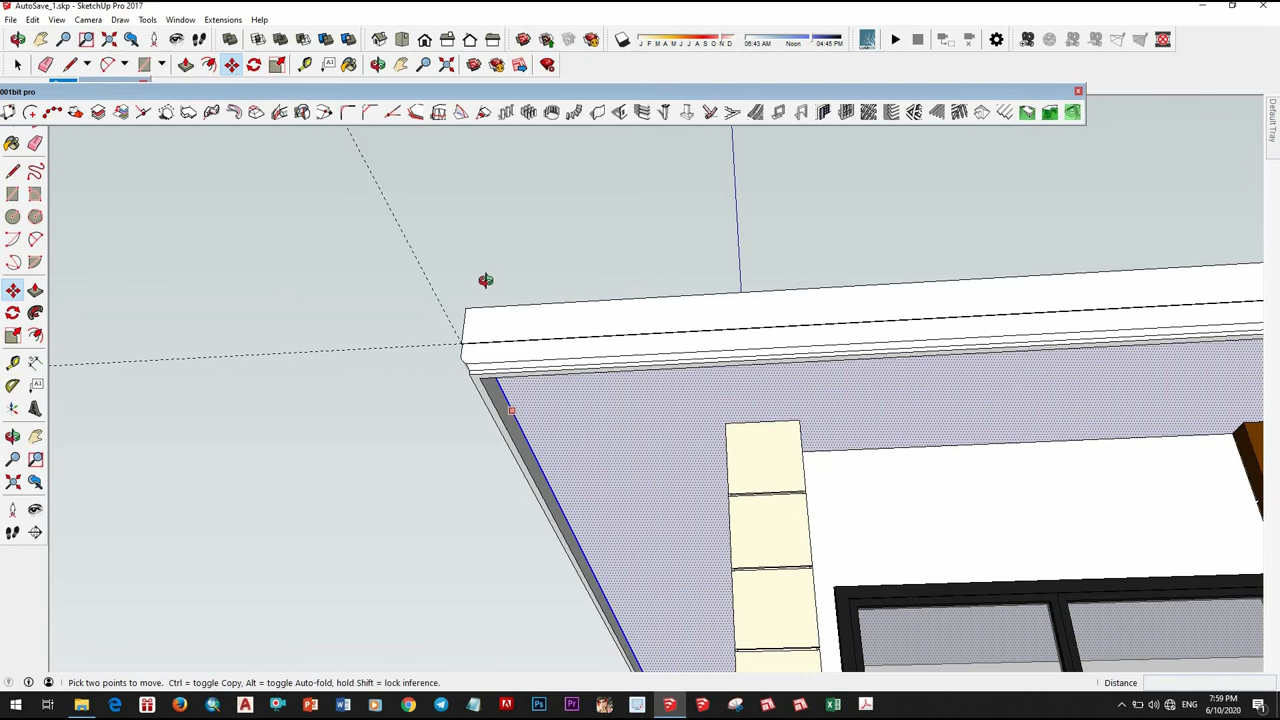 AutoSave_1.skp - SketchUp Pro 2017
File Edit View Camera Draw Tools Window Extensions Help
J F M A M J J A S O N D 06:43 AM Noon 04:45 PM
001bit pro
Default Tray
Pick two points to move. Ctrl = toggle Copy, Alt = toggle Auto-fold, hold Shift = lock inference.
Distance
7:59 PM
6/10/2020